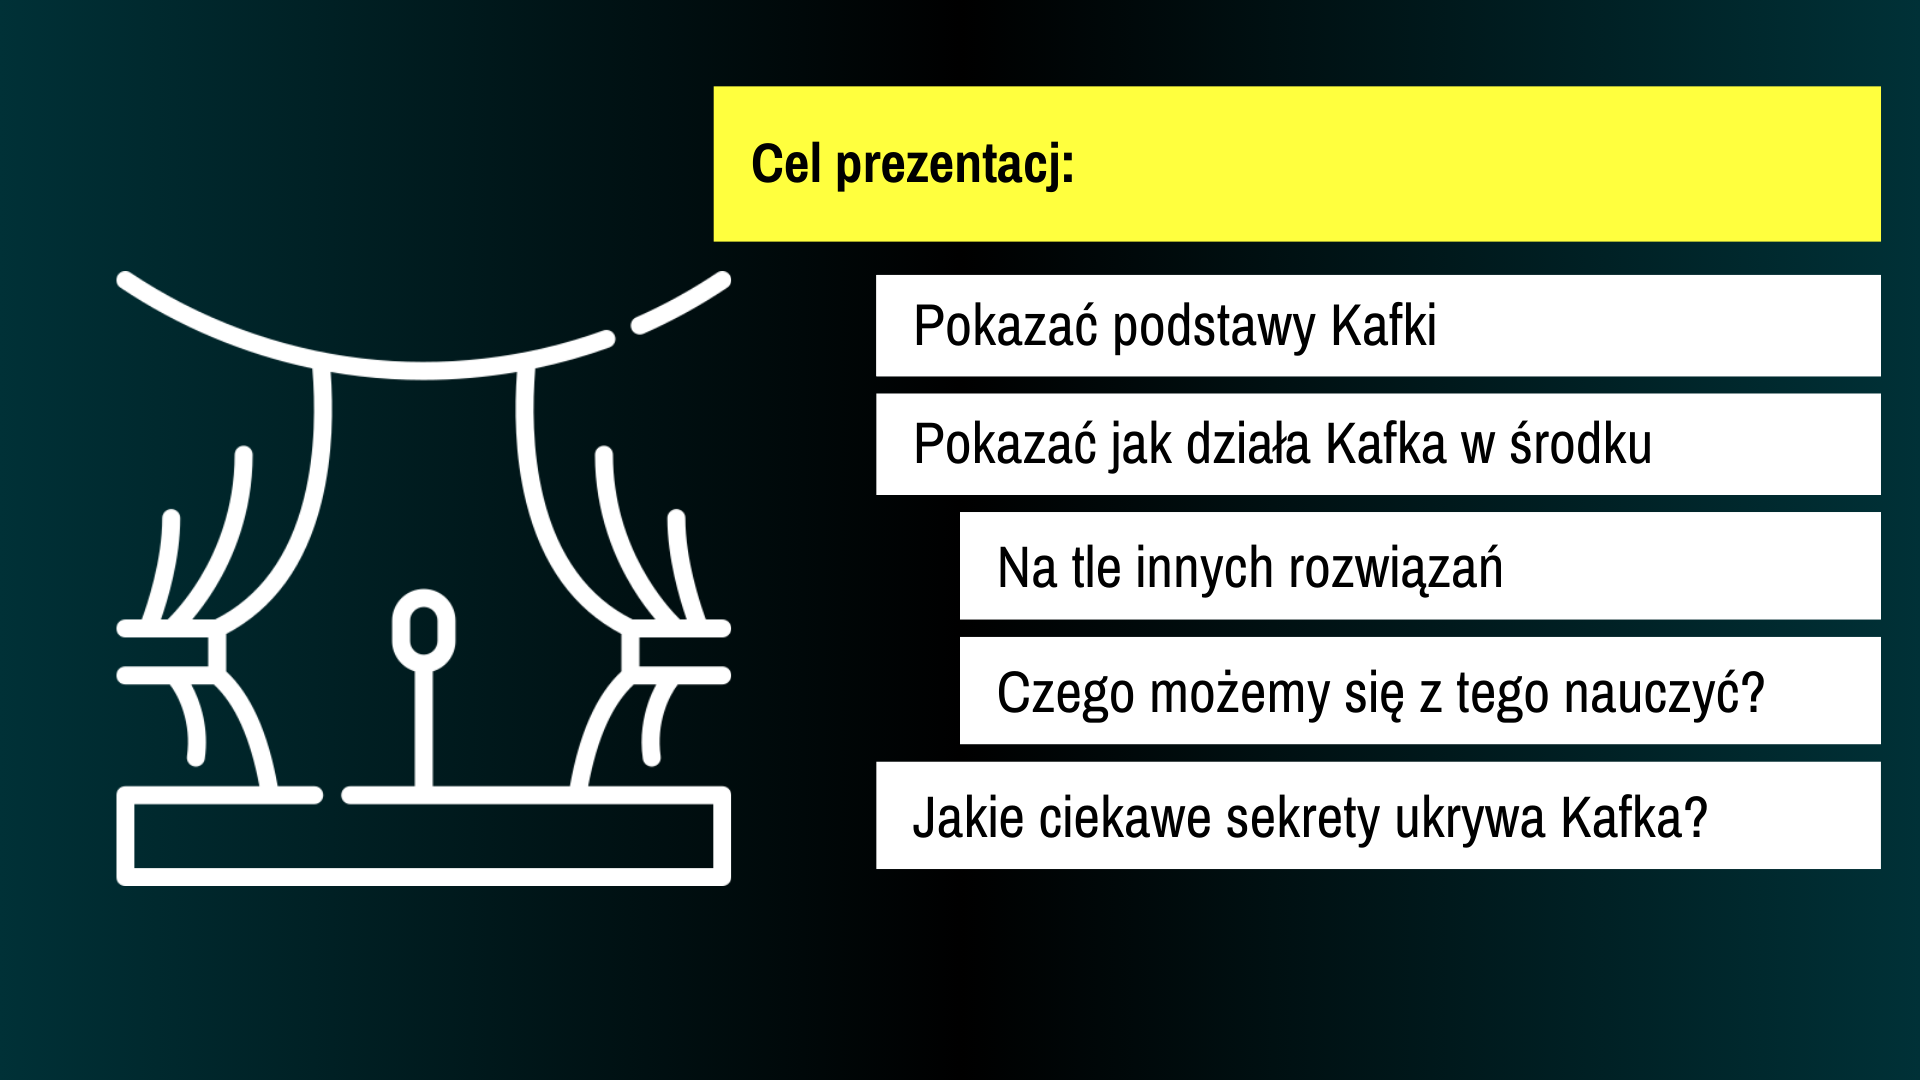 Cel prezentacj:
Pokazać podstawy Kafki
Pokazać jak działa Kafka w środku
Na tle innych rozwiązań
Czego możemy się z tego nauczyć?
Jakie ciekawe sekrety ukrywa Kafka?